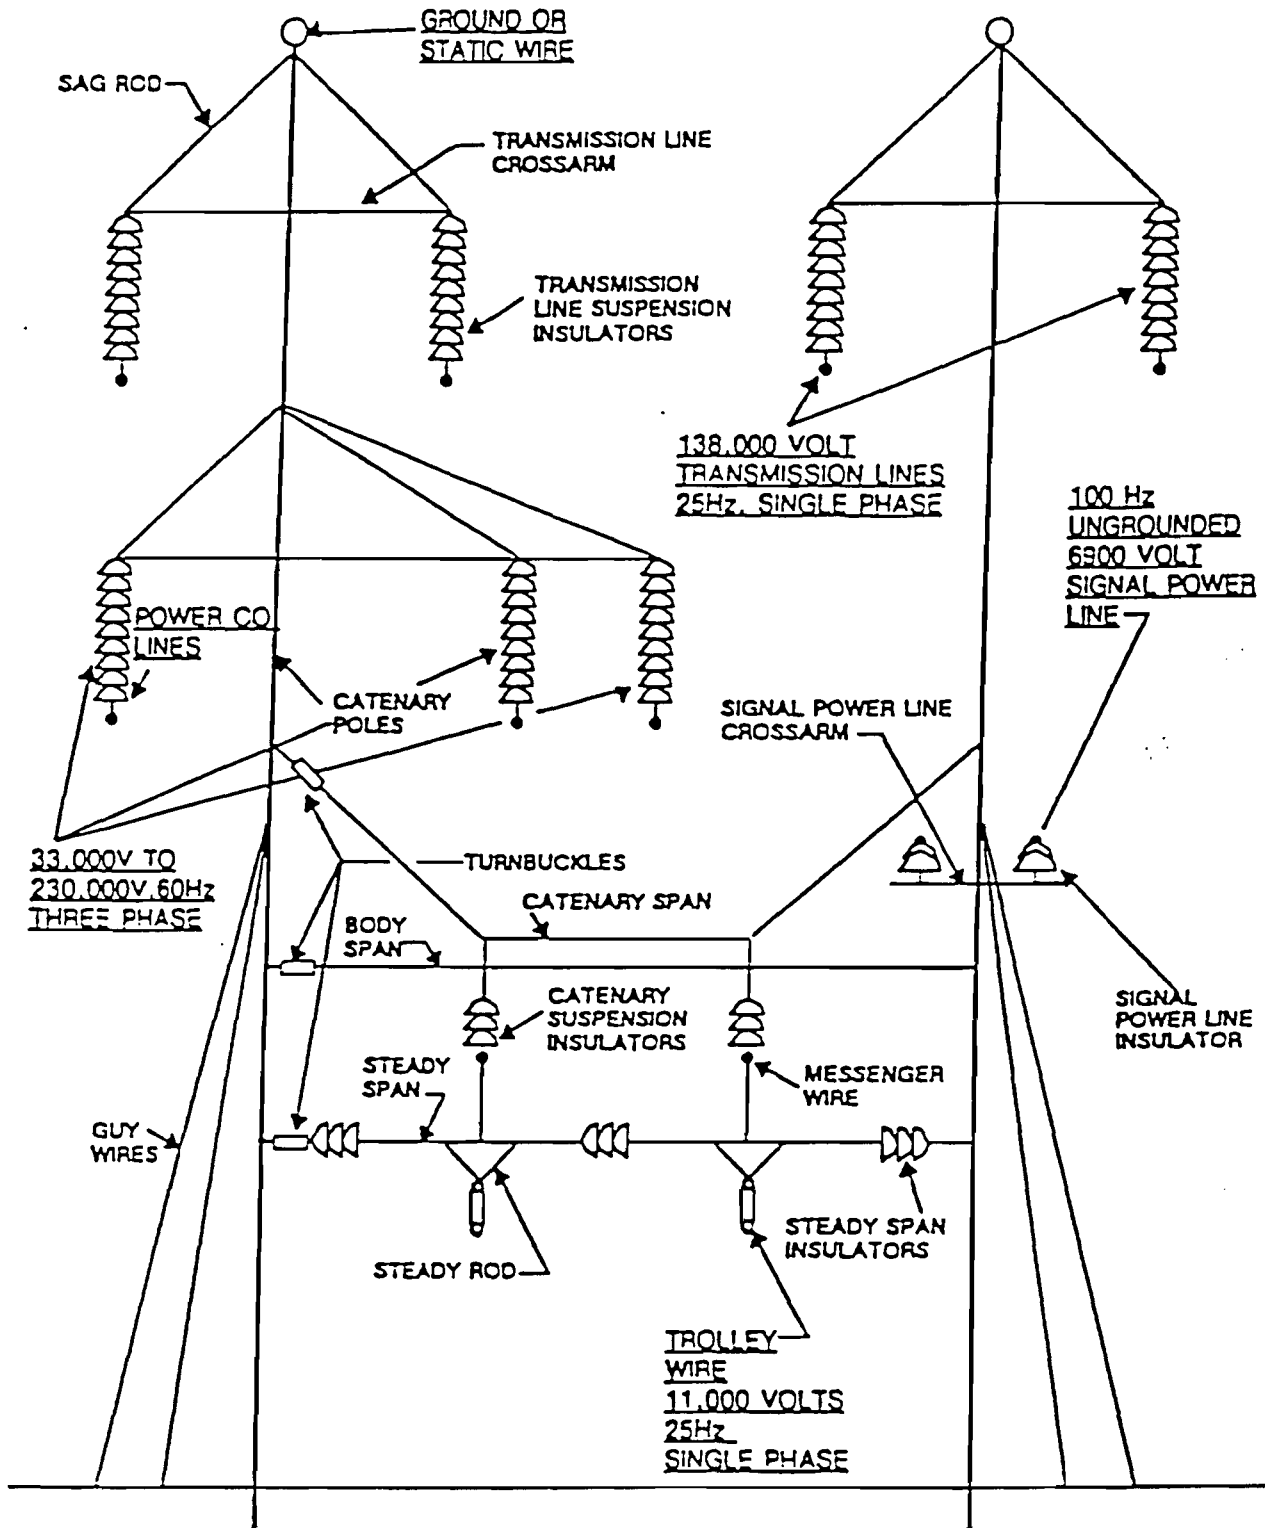 GROUND OR
STATIC WIRE
SAG ROD
TRANSMISSION LINE
CROSSARM
TRANSMISSION
LINE SUSPENSION
INSULATORS
138.000 VOLT
TRANSMISSION LINES
25Hz. SINGLE PHASE
100 Hz
UNGROUNDED
6900 VOLT
SIGNAL POWER
LINE
POWER CO
LINES
CATENARY
POLES
SIGNAL POWER LINE
CROSSARM
33.000V TO
230.000V.60Hz
THREE PHASE
TURNBUCKLES
CATENARY SPAN
BODY
SPAN
CATENARY
SUSPENSION
INSULATORS
SIGNAL
POWER LINE
INSULATOR
STEADY
SPAN
MESSENGER
WIRE
GUY
WIRES
STEADY SPAN
INSULATORS
STEADY ROD
TROLLEY
WIRE
11.000 VOLTS
25Hz
SINGLE PHASE